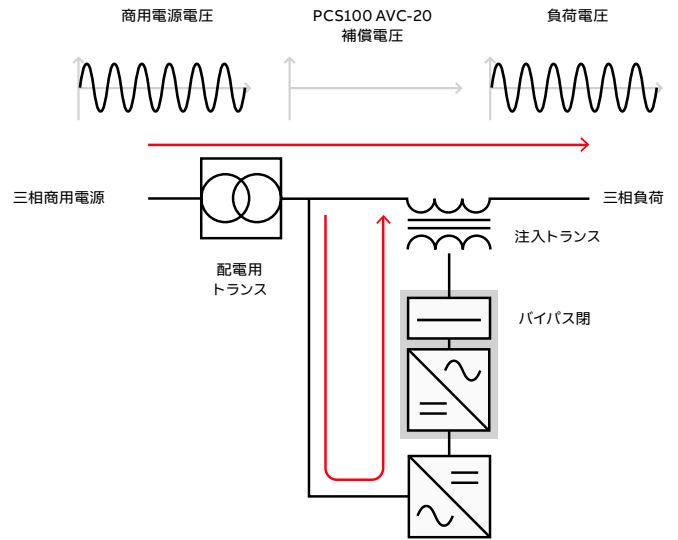 商用電源電圧
PCS100 AVC-20
補償電圧
負荷電圧
三相商用電源
三相負荷
注入トランス
配電用
トランス
バイパス閉